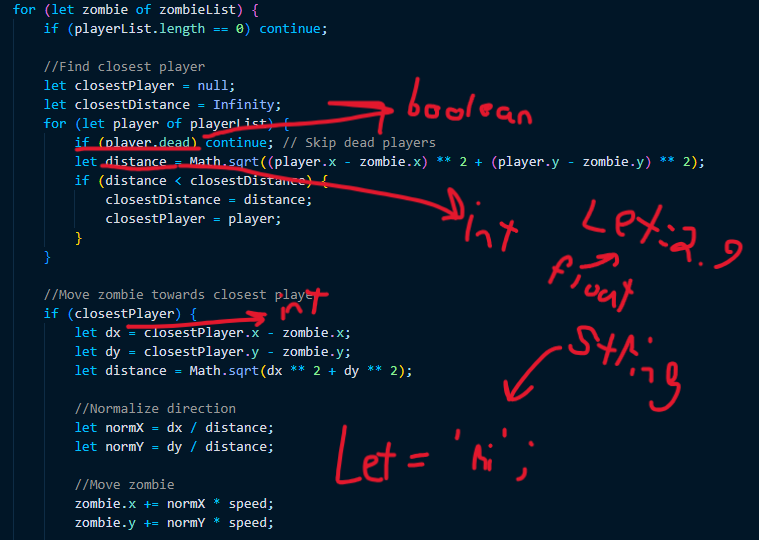 for (let zombie of zombieList) {
if (playerList.length == 0) continue;
//Find closest player
let closestPlayer = null;
let closestDistance = Infinity;
boolean
for (let player of playerList) {
if (player.dead) continue; // Skip dead players
let distance = Math.sqrt((player.x - zombie.x) ** 2 + (player.y - zombie.y) ** 2);
if (distance < closestDistance) {
closestDistance = distance;
closestPlayer = player;
int
}
}
float
//Move zombie towards closest player
int
if (closestPlayer) {
let dx = closestPlayer.x - zombie.x;
let dy = closestPlayer.y - zombie.y;
String
let distance = Math.sqrt(dx ** 2 + dy ** 2);
//Normalize direction
let normX = dx / distance;
let normY = dy / distance;
Let = 'hi';
//Move zombie
zombie.x += normX * speed;
zombie.y += normY * speed;